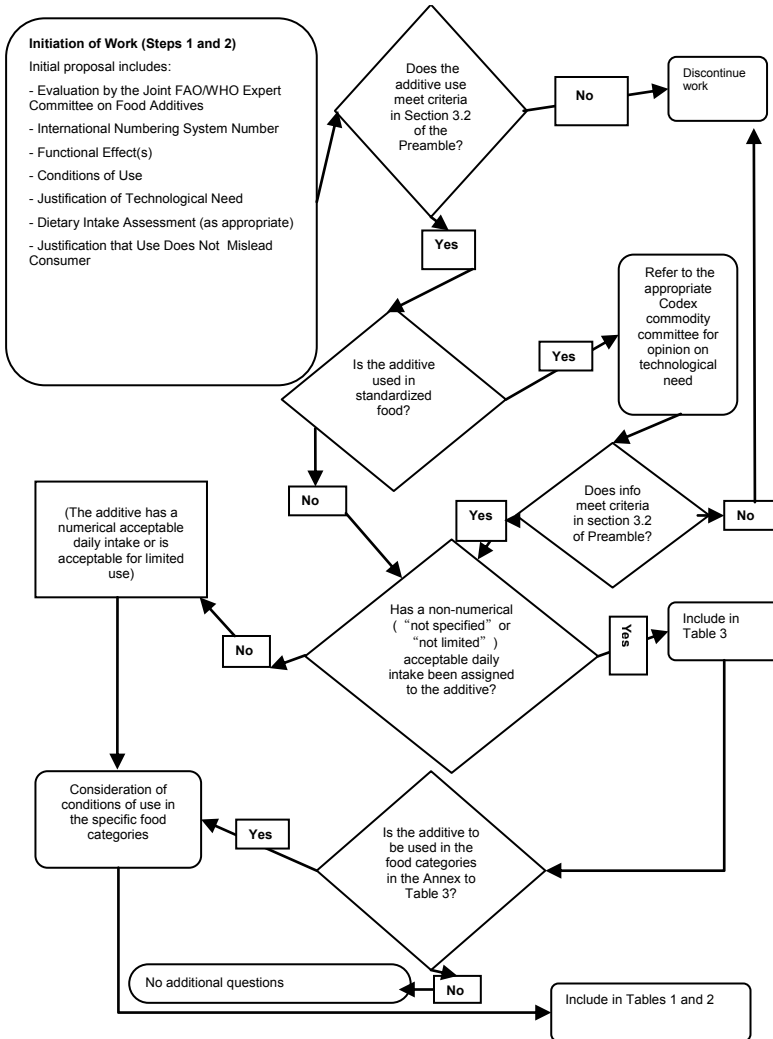 Initiation of Work (Steps 1 and 2)
Initial proposal includes:
- Evaluation by the Joint FAO/WHO Expert
Committee on Food Additives
- International Numbering System Number
- Functional Effect(s)
- Conditions of Use
- Justification of Technological Need
- Dietary Intake Assessment (as appropriate)
- Justification that Use Does Not Mislead
Consumer
Does the
additive use
meet criteria
in Section 3.2
of the
Preamble?
No
Discontinue
work
Yes
Is the additive
used in
standardized
food?
Yes
Refer to the
appropriate
Codex
commodity
committee for
opinion on
technological
need
No
Does info
meet criteria
in section 3.2
of Preamble?
Yes
No
(The additive has a
numerical acceptable
daily intake or is
acceptable for limited
use)
No
Has a non-numerical
( “not specified” or
“not limited” )
acceptable daily
intake been assigned
to the additive?
Yes
Include in
Table 3
Consideration of
conditions of use in
the specific food
categories
Yes
Is the additive to
be used in the
food categories
in the Annex to
Table 3?
No additional questions
No
Include in Tables 1 and 2